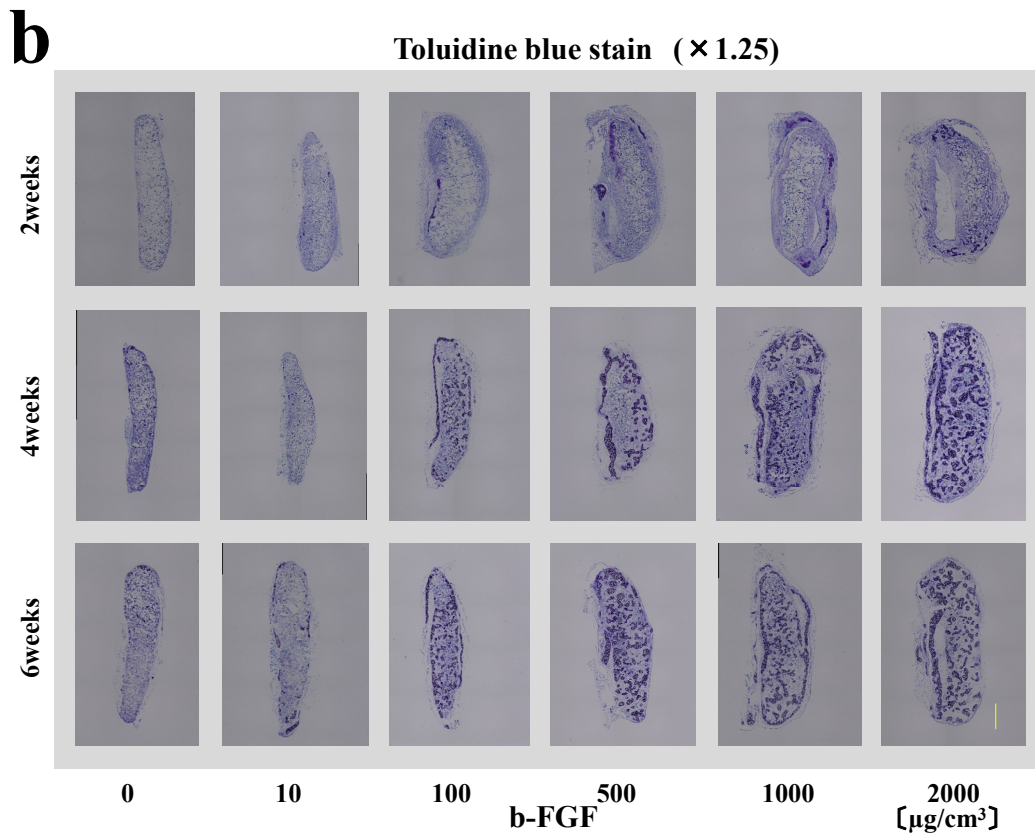 b
Toluidine blue stain (×1.25)
2weeks
4weeks
6weeks
0 10 100 500 1000 2000
b-FGF 〔µg/cm³〕